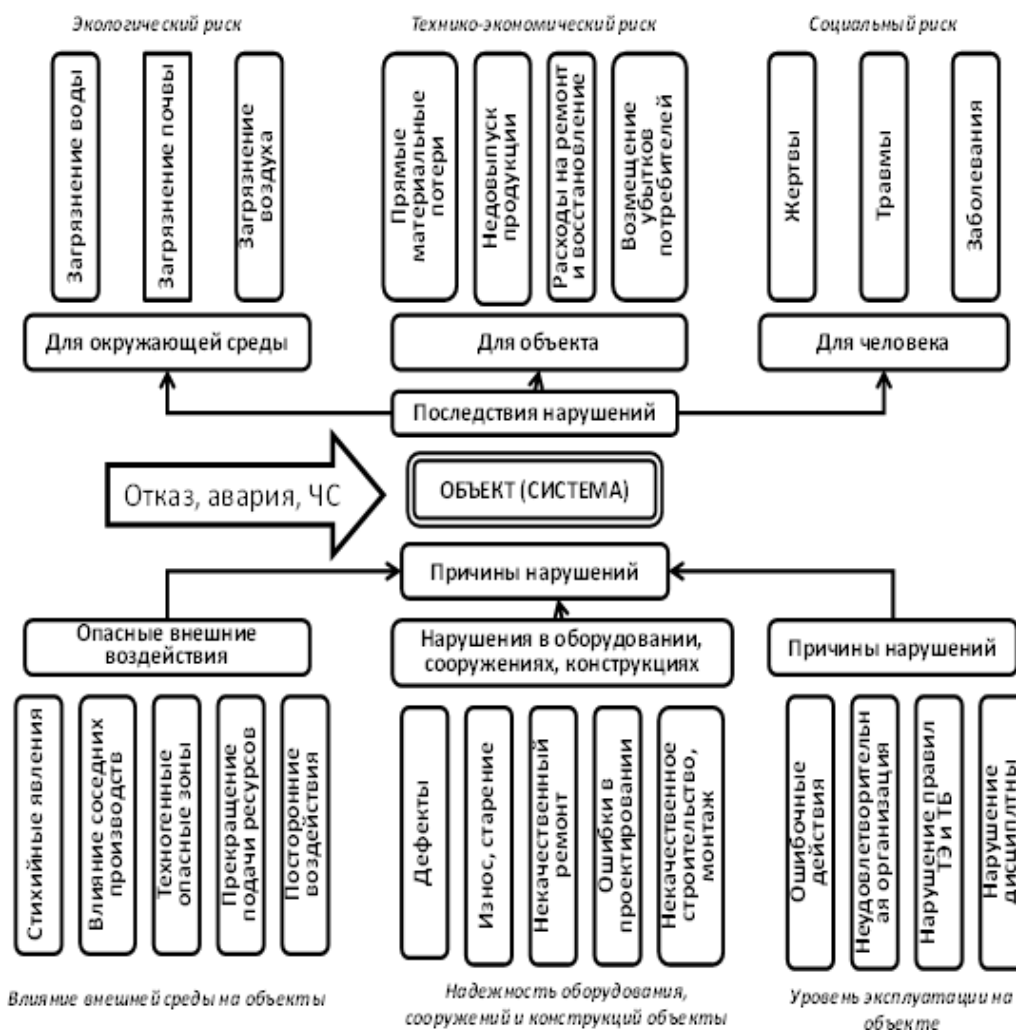 Экологический риск
Технико-экономический риск
Социальный риск
Загрязнение воды
Загрязнение почвы
Загрязнение
воздуха
Прямые
материальные
потери
Недовыпуск
продукции
Расходы на ремонт
и восстановление
Возмещение
убытков
потребителей
Жертвы
Травмы
Заболевания
Для окружающей среды
Для объекта
Для человека
Последствия нарушений
Отказ, авария, ЧС
ОБЪЕКТ (СИСТЕМА)
Причины нарушений
Опасные внешние
воздействия
Нарушения в оборудовании,
сооружениях, конструкциях
Причины нарушений
Стихийные явления
Влияние соседних
производств
Техногенные
опасные зоны
Прекращение
подачи ресурсов
Посторонние
воздействия
Дефекты
Износ, старение
Некачественный
ремонт
Ошибки в
проектировании
Некачественное
строительство,
монтаж
Ошибочные
действия
Неудовлетворительн
ая организация
Нарушение правил
ТЭ и ТБ
Нарушение
дисциплтны
Влияние внешней среды на объекты
Надежность оборудования,
сооружений и конструкций объекты
Уровень эксплуатации на
объекте